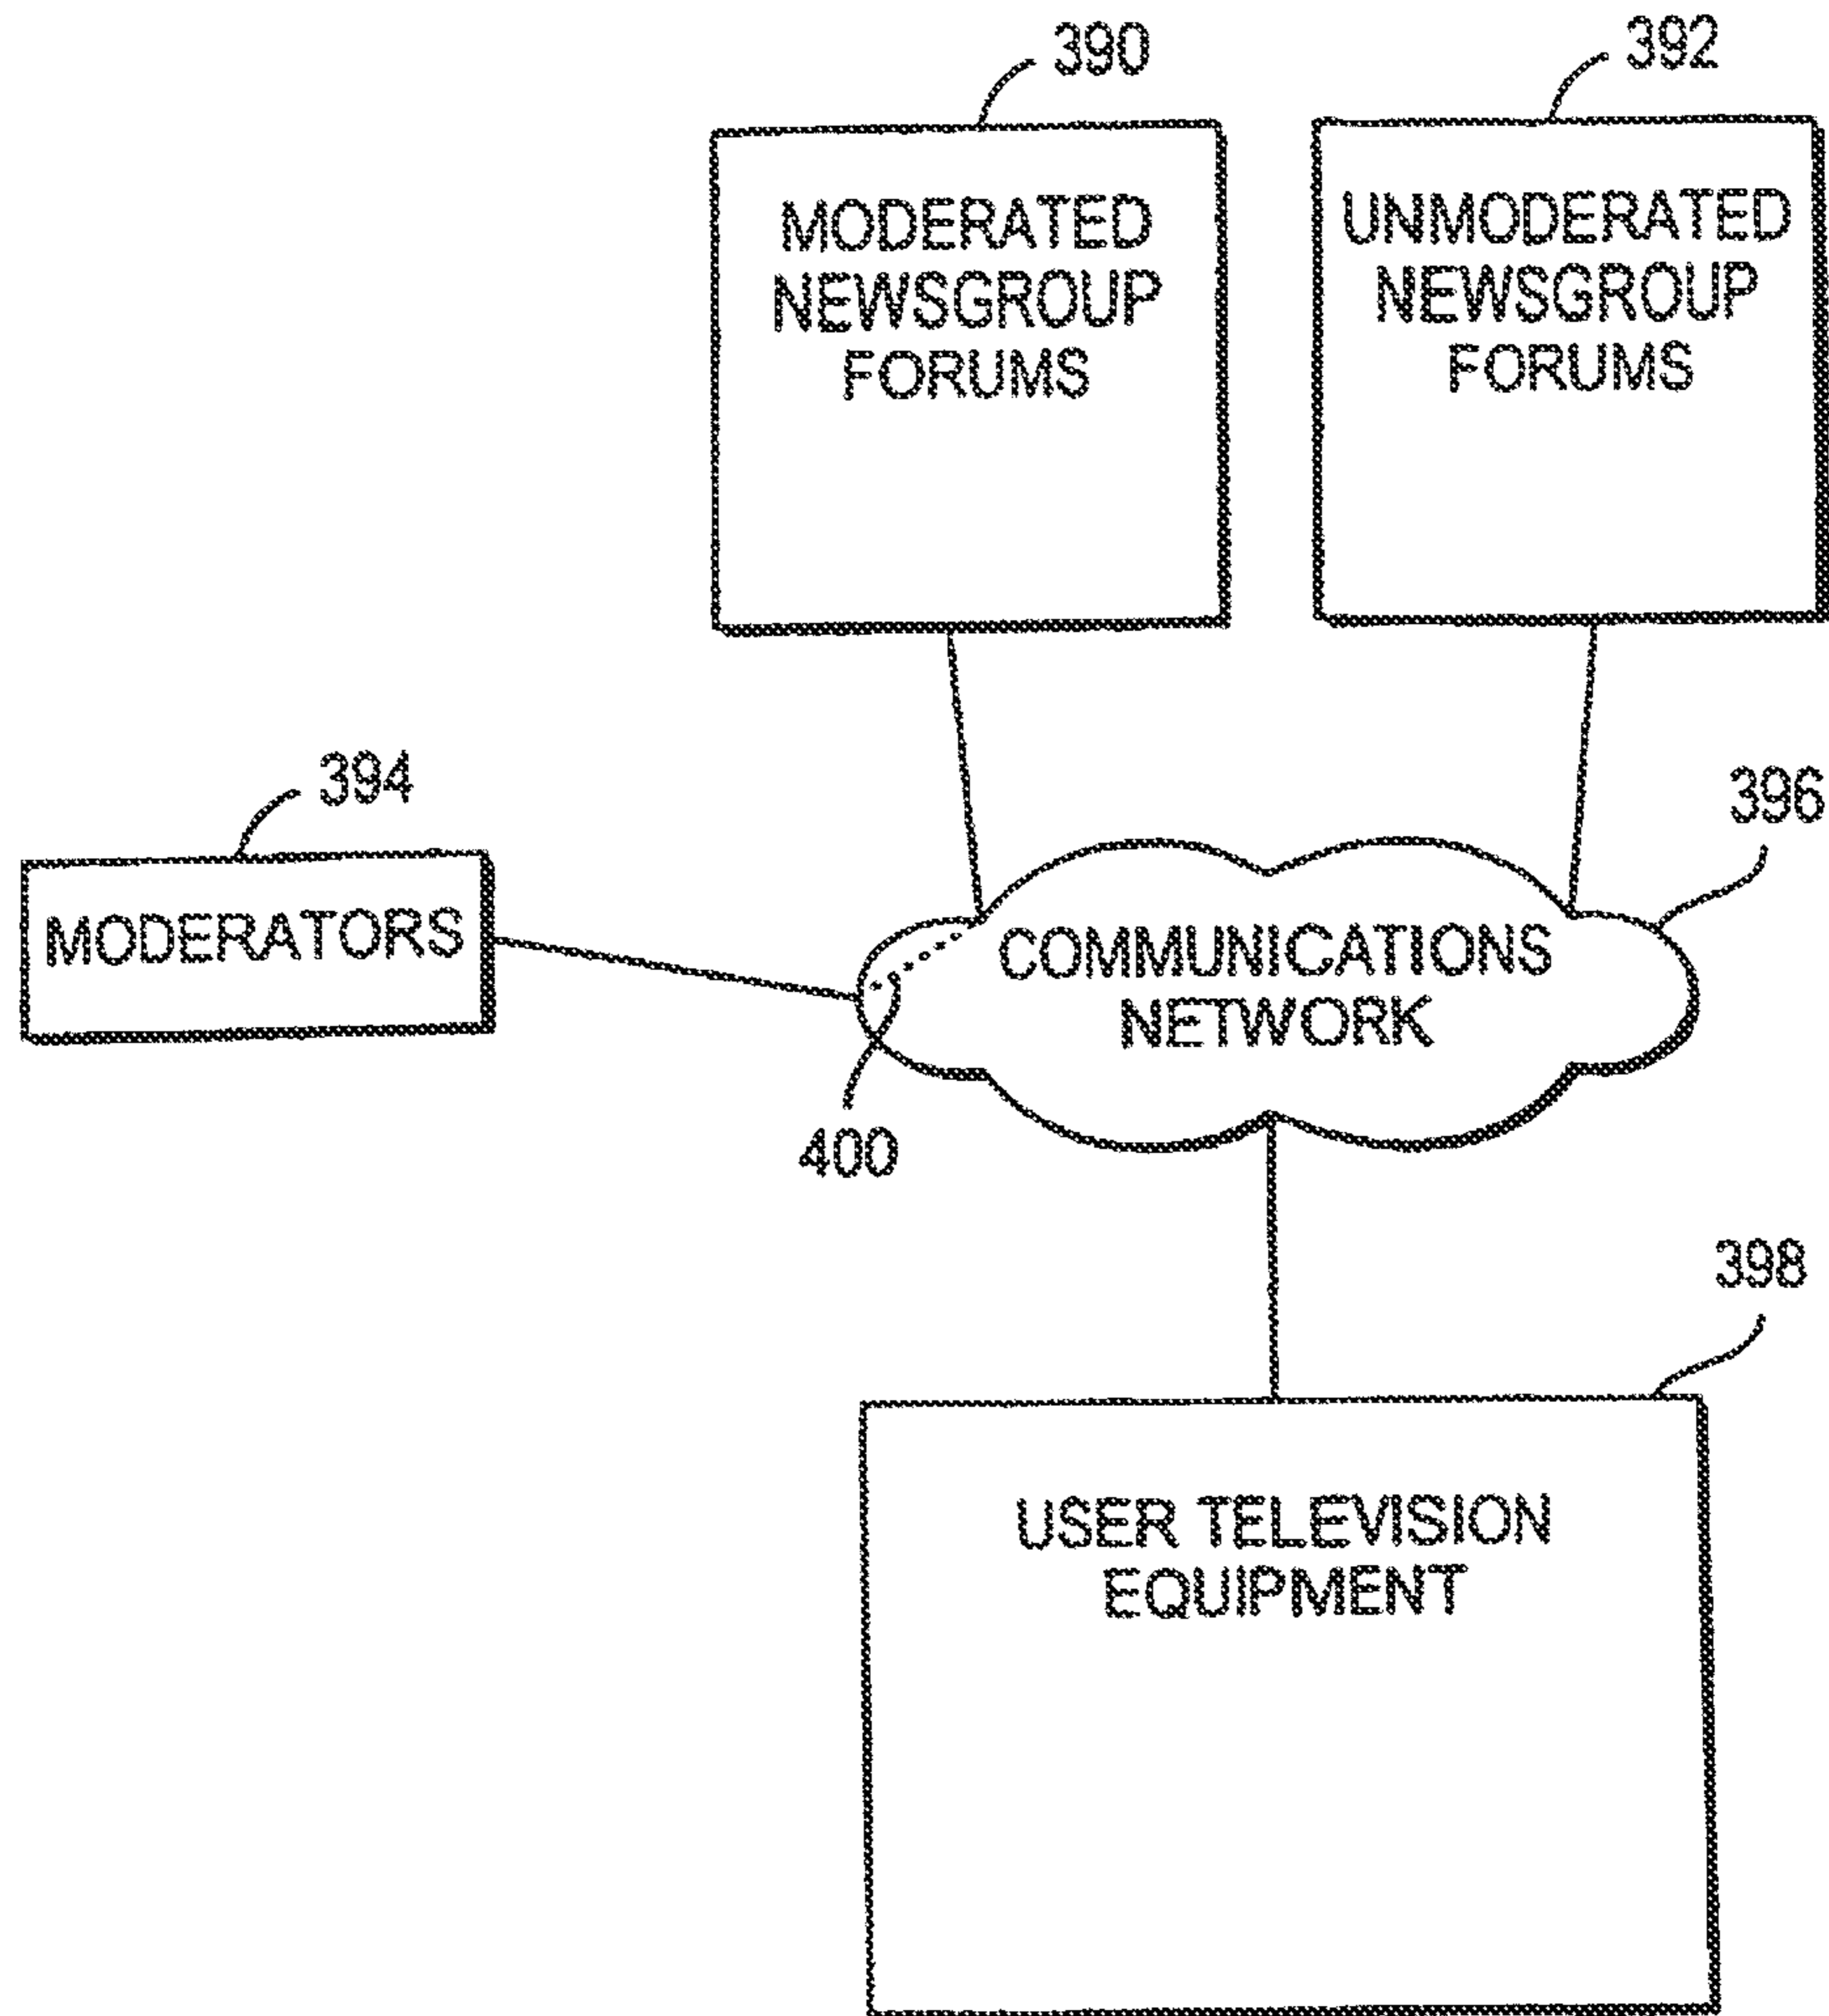 390
392
MODERATED
NEWSGROUP
FORUMS
UNMODERATED
NEWSGROUP
FORUMS
394
396
MODERATORS
COMMUNICATIONS
NETWORK
400
398
USER TELEVISION
EQUIPMENT